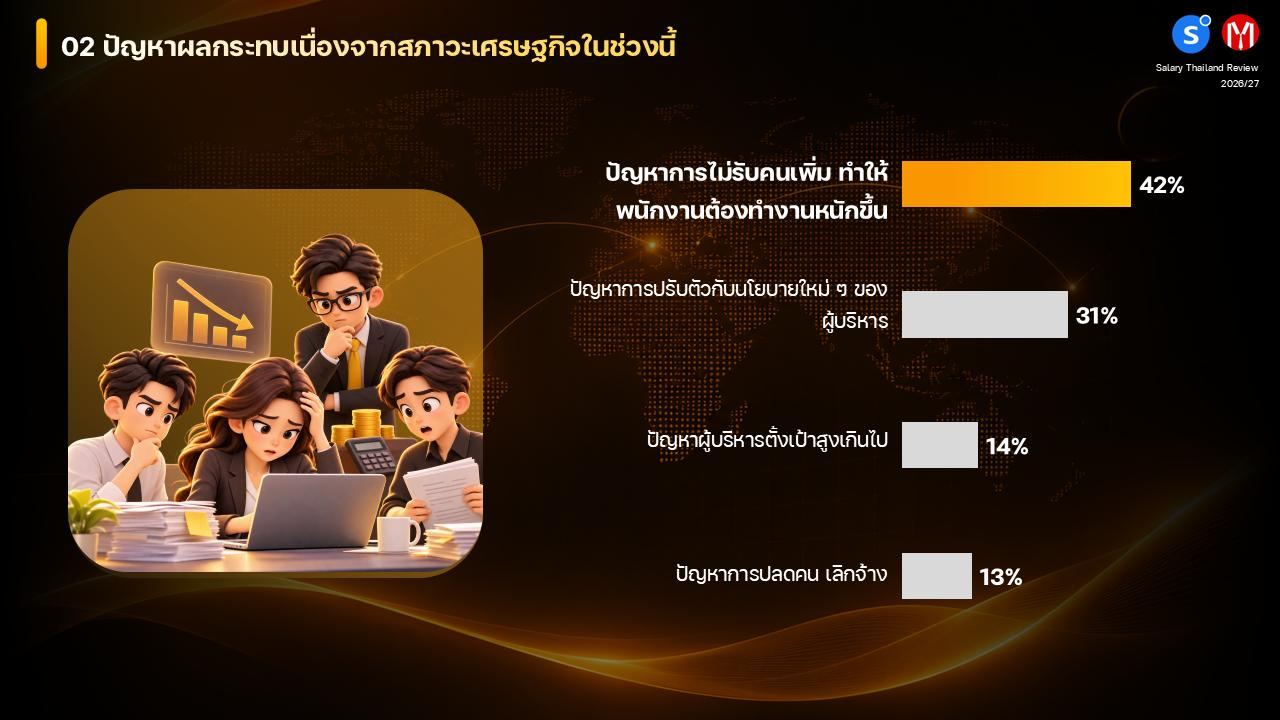 02 ปัญหาผลกระทบเนื่องจากสภาวะเศรษฐกิจในช่วงนี้
S
Salary Thailand Review
2026/27
ปัญหาการไม่รับคนเพิ่ม ทำให้
พนักงานต้องทำงานหนักขึ้น
42%
ปัญหาการปรับตัวกับนโยบายใหม่ ๆ ของ
ผู้บริหาร
31%
ปัญหาผู้บริหารตั้งเป้าสูงเกินไป
14%
ปัญหาการปลดคน เลิกจ้าง
13%